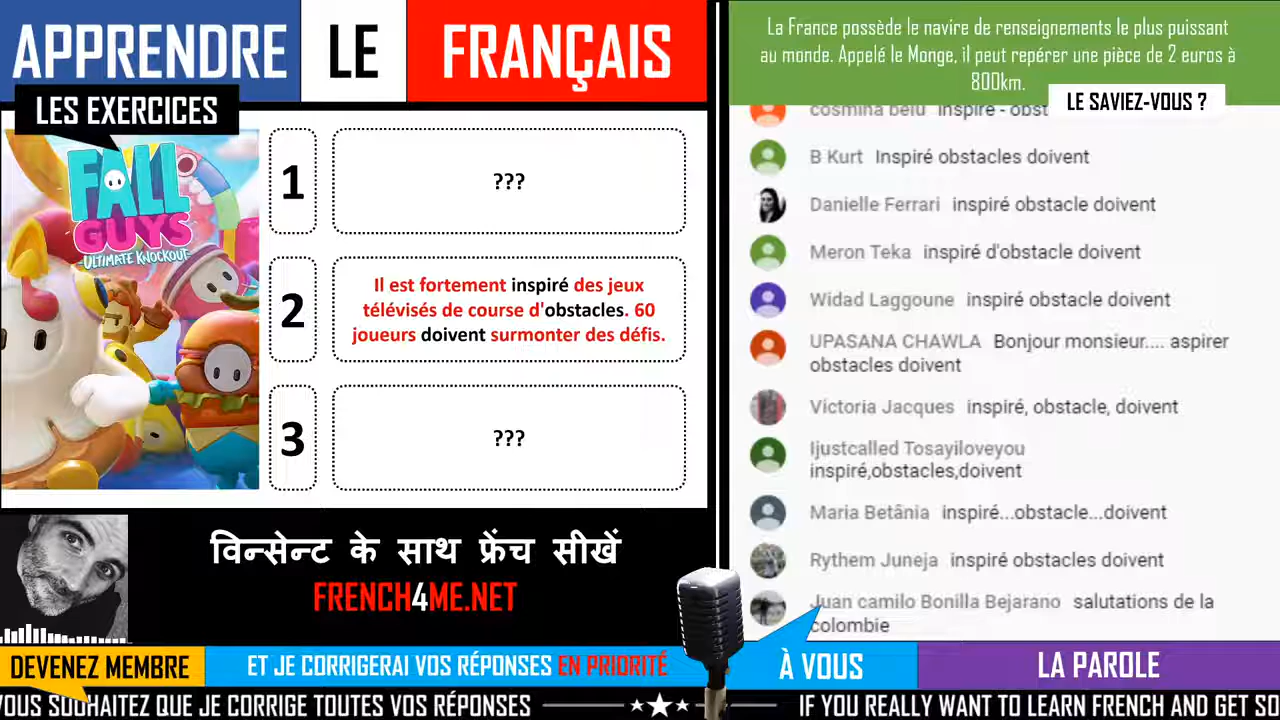 APPRENDRE LE FRANÇAIS
LES EXERCICES
FALL
GUYS
ULTIMATE KNOCKOUT
1
???
2
Il est fortement inspiré des jeux
télévisés de course d'obstacles. 60
joueurs doivent surmonter des défis.
3
???
विन्सेन्ट के साथ फ्रेंच सीखें
FRENCH4ME.NET
La France possède le navire de renseignements le plus puissant
au monde. Appelé le Monge, il peut repérer une pièce de 2 euros à
800km.
LE SAVIEZ-VOUS ?
cosmina belu inspire - obst
B Kurt Inspiré obstacles doivent
Danielle Ferrari inspiré obstacle doivent
Meron Teka inspiré d'obstacle doivent
Widad Laggoune inspiré obstacle doivent
UPASANA CHAWLA Bonjour monsieur.... aspirer
obstacles doivent
Victoria Jacques inspiré, obstacle, doivent
Ijustcalled Tosayiloveyou
inspiré,obstacles,doivent
Maria Betânia inspiré...obstacle...doivent
Rythem Juneja inspiré obstacles doivent
Juan camilo Bonilla Bejarano salutations de la
colombie
DEVENEZ MEMBRE
ET JE CORRIGERAI VOS RÉPONSES EN PRIORITÉ
À VOUS
LA PAROLE
VOUS SOUHAITEZ QUE JE CORRIGE TOUTES VOS RÉPONSES
IF YOU REALLY WANT TO LEARN FRENCH AND GET SO